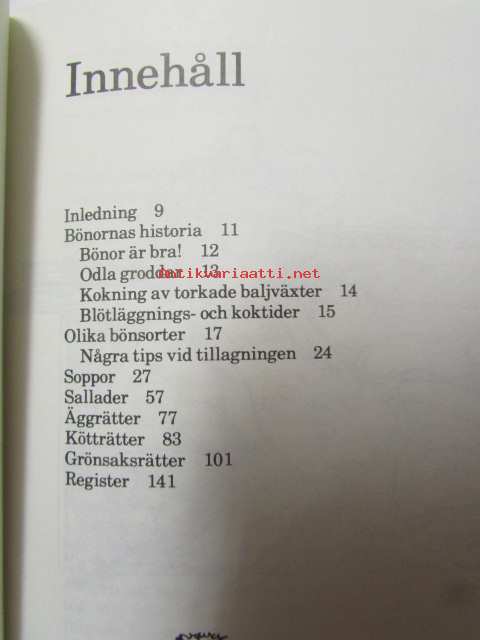 Innehåll
Inledning 9
Bönornas historia 11
Bönor är bra! 12
Odla groddar 13
antikvariaatti.net
Kokning av torkade baljväxter 14
Blötläggnings- och koktider 15
Olika bönsorter 17
Några tips vid tillagningen 24
Soppor 27
Sallader 57
Äggrätter 77
Kötträtter 83
Grönsaksrätter 101
Register 141